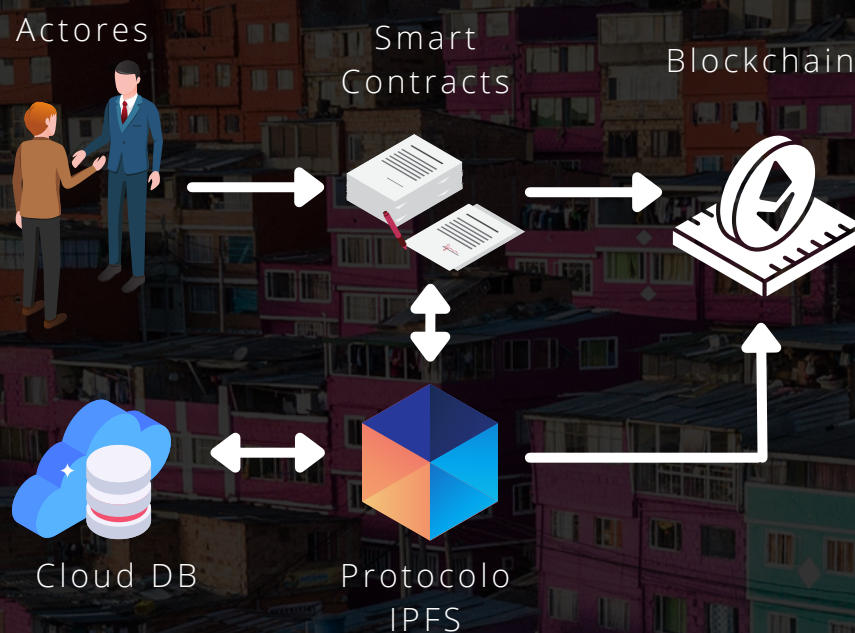 Actores
Smart
Contracts
Blockchain
Cloud DB
Protocolo
IPFS